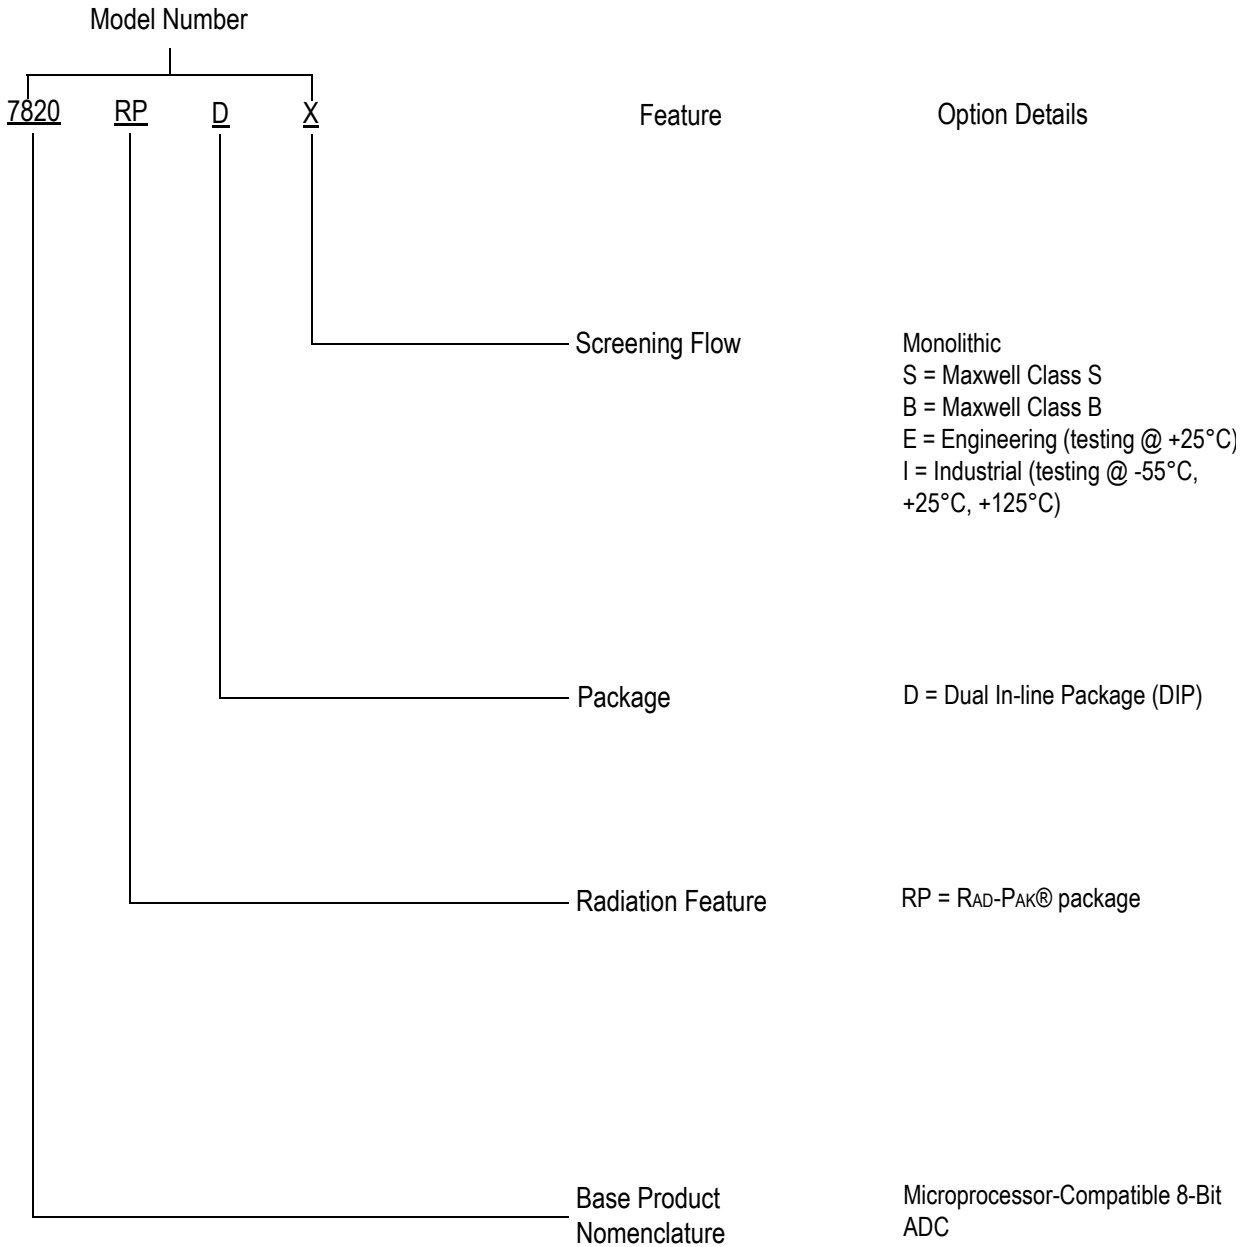 Model Number
7820 RP D X Feature Option Details
Screening Flow
Monolithic
S = Maxwell Class S
B = Maxwell Class B
E = Engineering (testing @ +25°C)
I = Industrial (testing @ -55°C,
+25°C, +125°C)
Package
D = Dual In-line Package (DIP)
Radiation Feature
RP = RAD-PAK® package
Base Product
Nomenclature
Microprocessor-Compatible 8-Bit
ADC